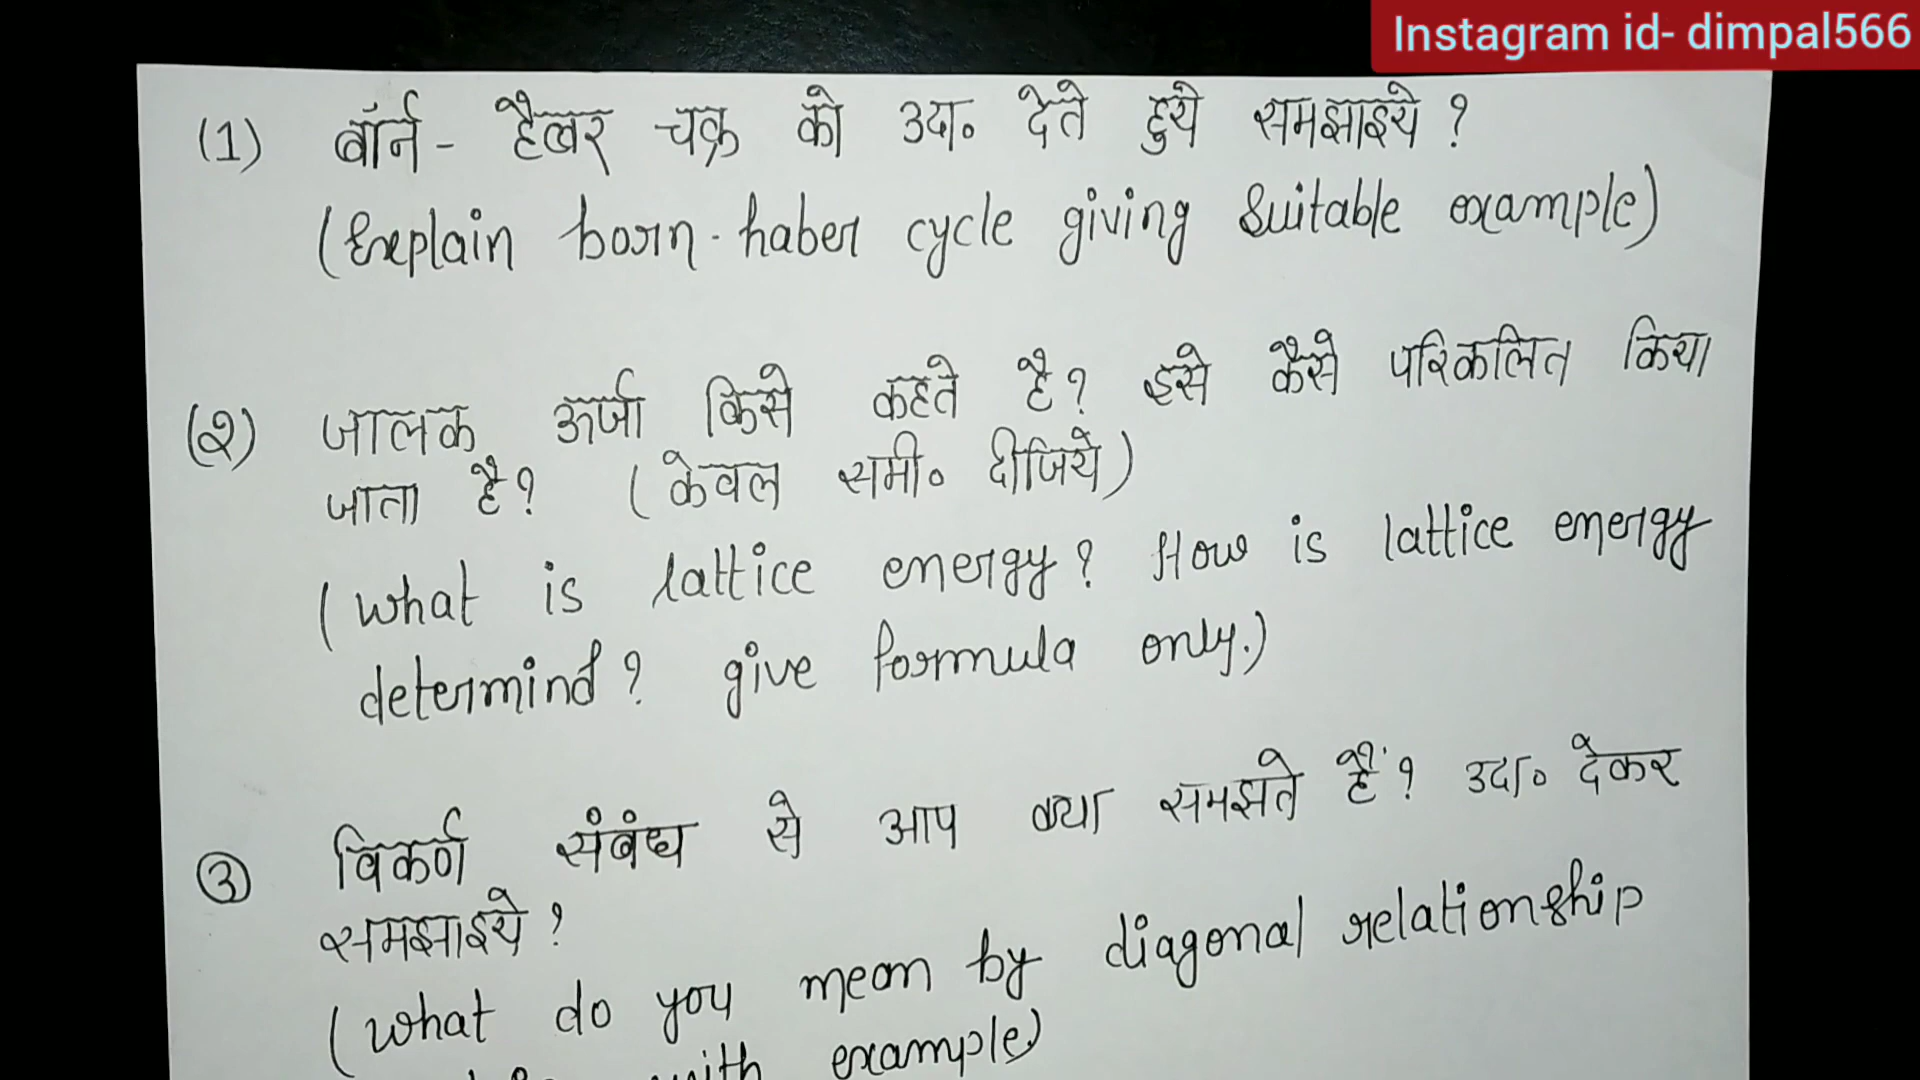 Instagram id- dimpal566
(1) बॉर्न - हैबर चक्र को उदा० देते हुये समझाइये ?
(Explain born-haber cycle giving suitable example)
(2) जालक ऊर्जा किसे कहते है? इसे कैसे परिकलित किया
जाता है? (केवल समी० दीजिये)
(what is lattice energy? How is lattice energy
determind? give formula only.)
③ विकर्ण संबंध से आप क्या समझते हैं? उदा० देकर
समझाइये ?
(what do you mean by diagonal relationship
with example)